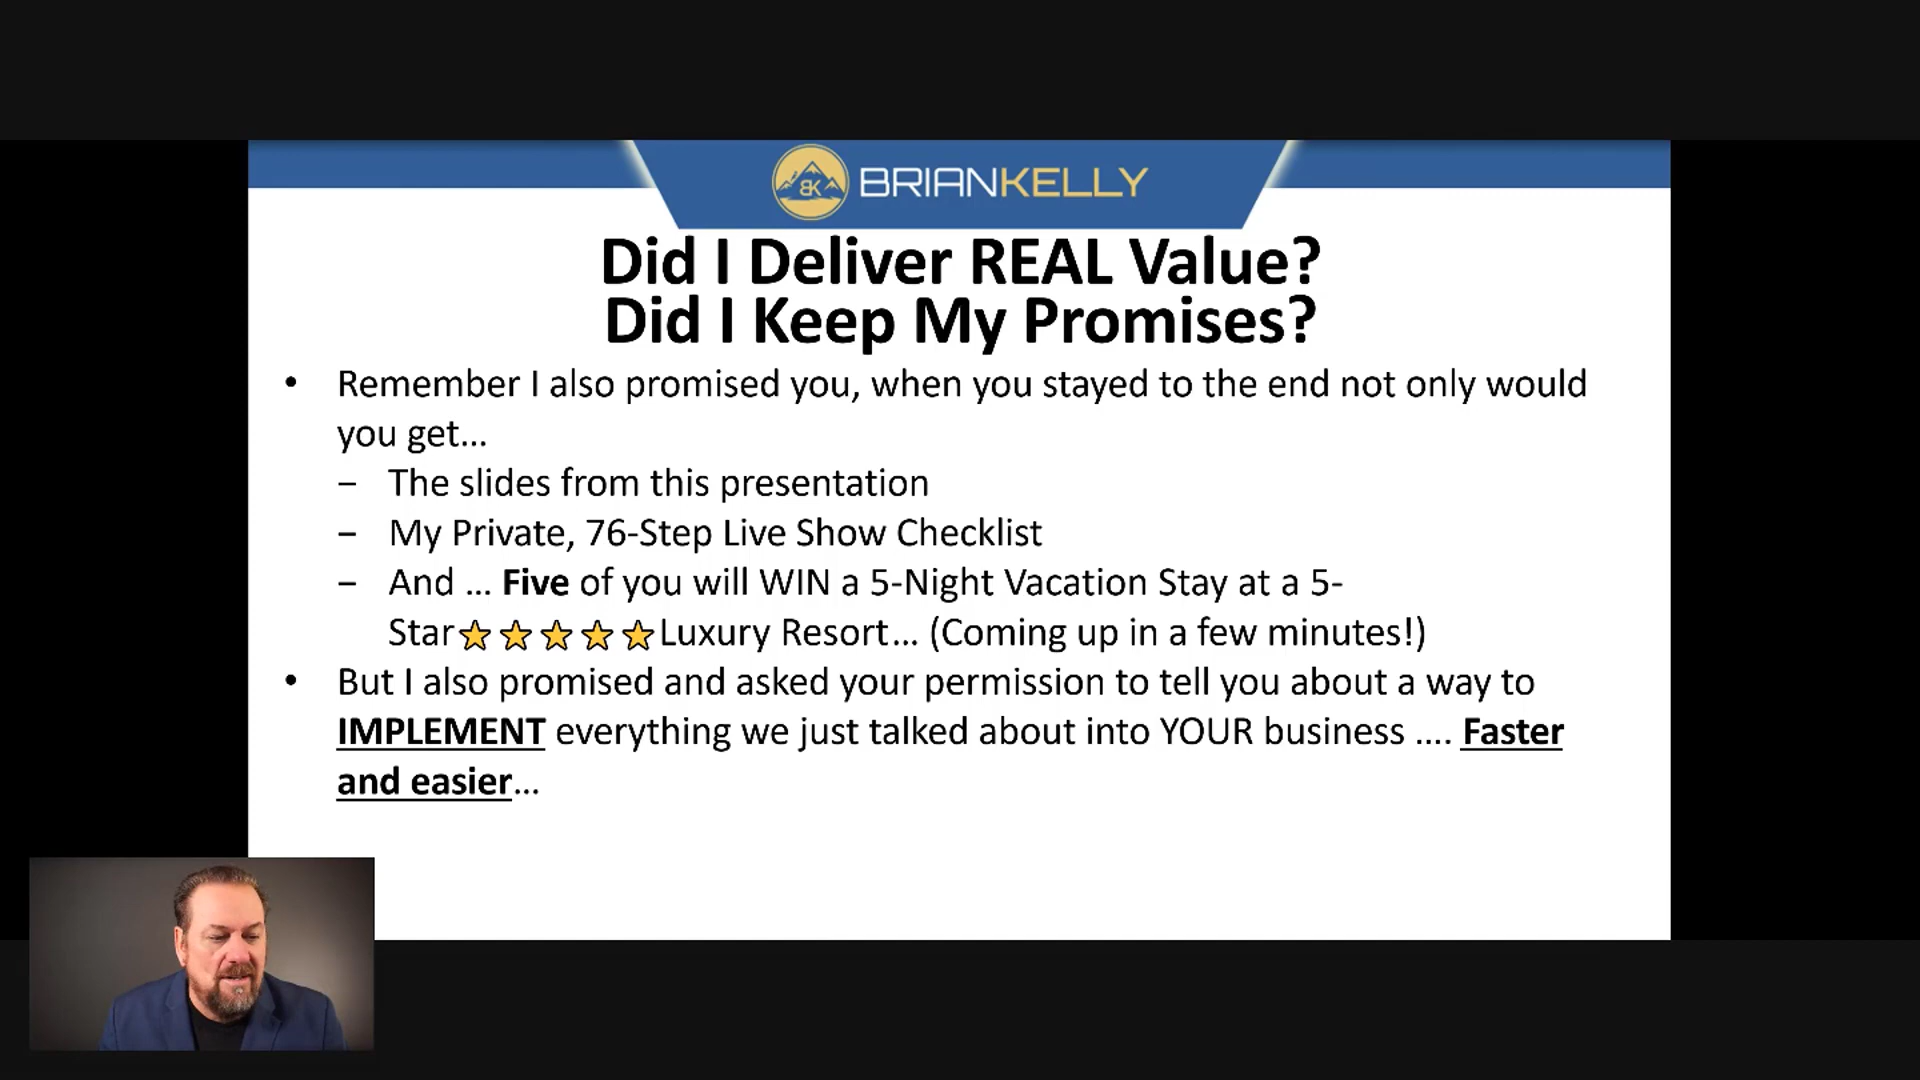 BK BRIANKELLY
Did I Deliver REAL Value?
Did I Keep My Promises?
• Remember I also promised you, when you stayed to the end not only would
you get...
– The slides from this presentation
– My Private, 76-Step Live Show Checklist
– And ... Five of you will WIN a 5-Night Vacation Stay at a 5-
Star⭐⭐⭐⭐⭐Luxury Resort... (Coming up in a few minutes!)
• But I also promised and asked your permission to tell you about a way to
IMPLEMENT everything we just talked about into YOUR business .... Faster
and easier...